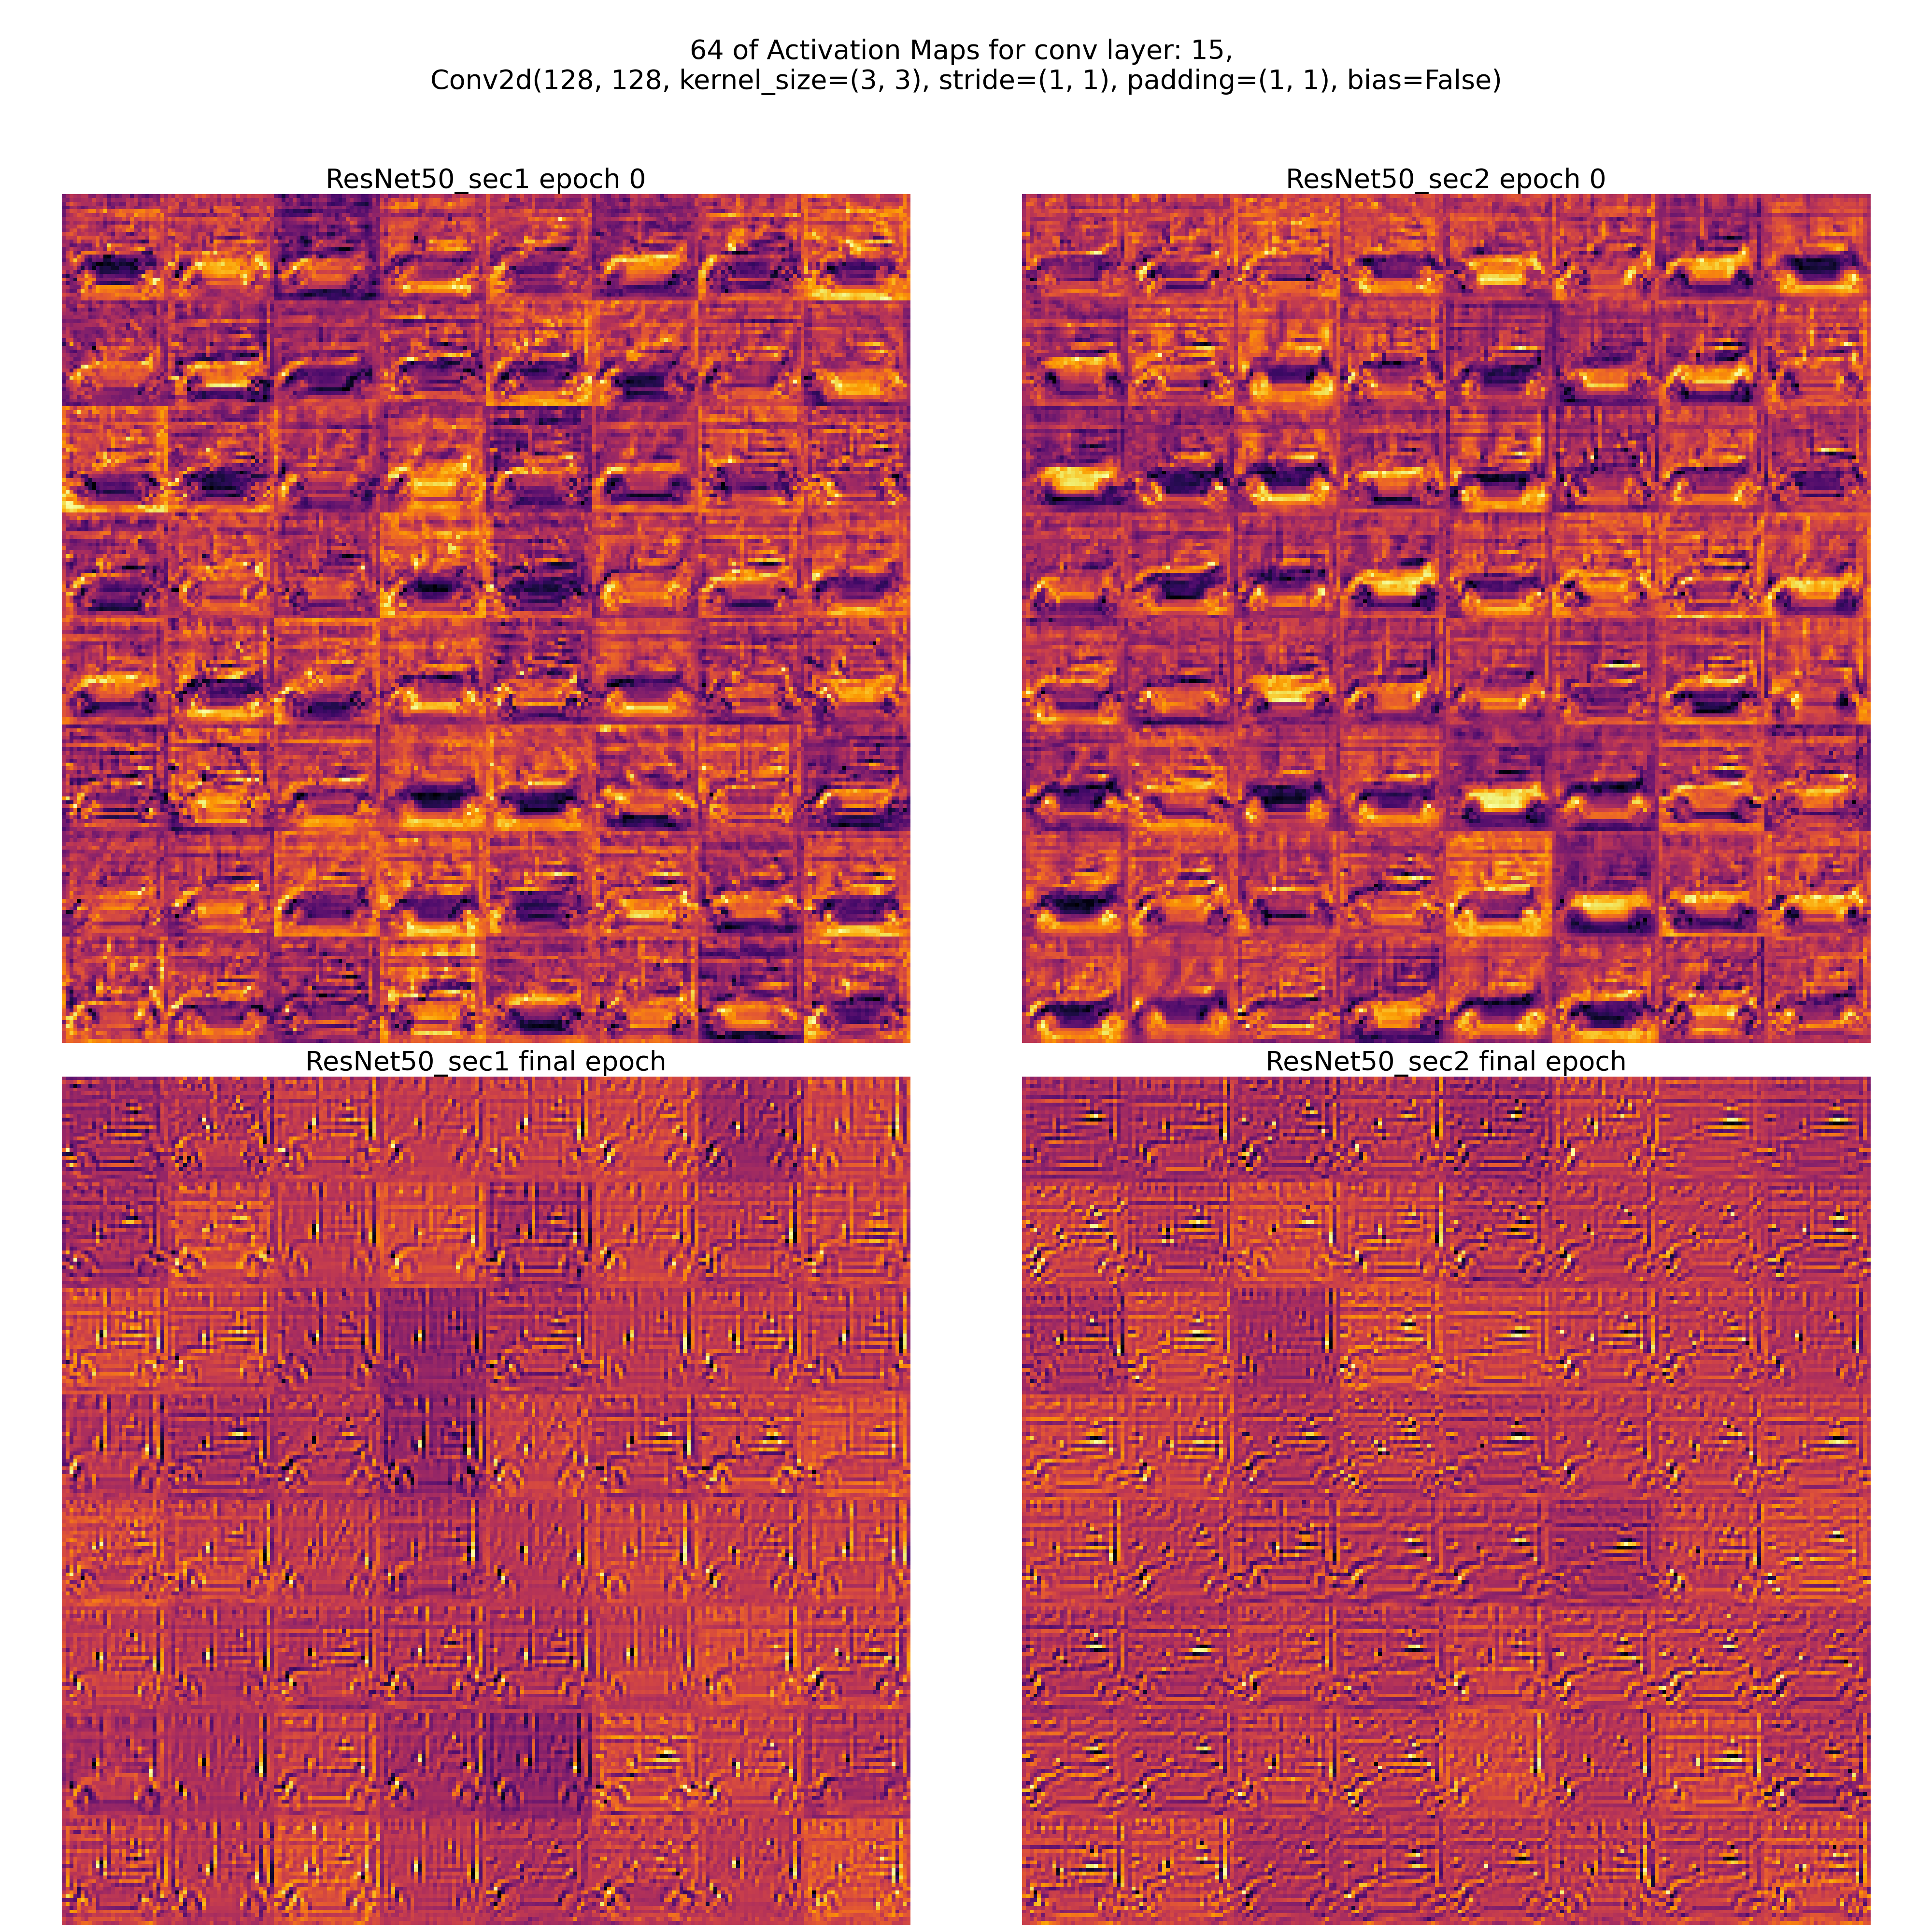 64 of Activation Maps for conv layer: 15,
Conv2d(128, 128, kernel_size=(3, 3), stride=(1, 1), padding=(1, 1), bias=False)
ResNet50_sec1 epoch 0
ResNet50_sec2 epoch 0
ResNet50_sec1 final epoch
ResNet50_sec2 final epoch